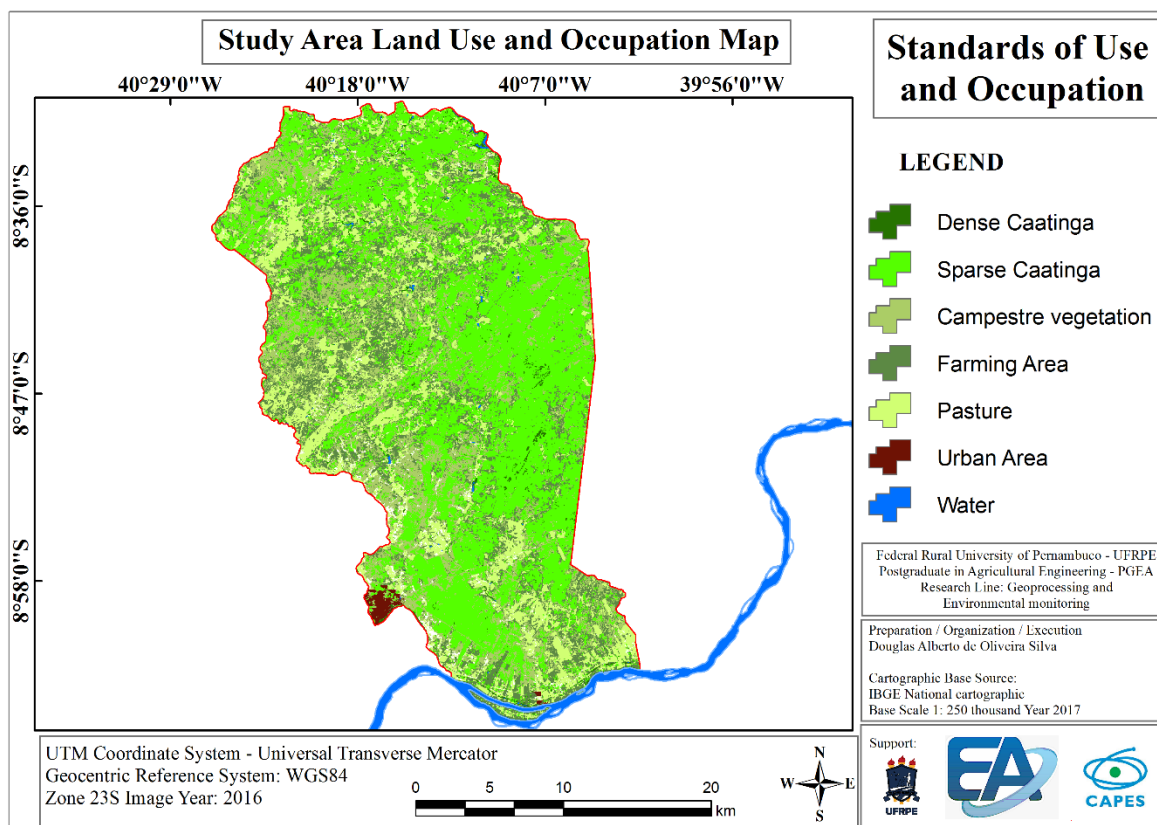 Study Area Land Use and Occupation Map
40°29'0"W 40°18'0"W 40°7'0"W 39°56'0"W
8°36'0"S
8°47'0"S
8°58'0"S
Standards of Use
and Occupation
LEGEND
Dense Caatinga
Sparse Caatinga
Campestre vegetation
Farming Area
Pasture
Urban Area
Water
Federal Rural University of Pernambuco - UFRPE
Postgraduate in Agricultural Engineering - PGEA
Research Line: Geoprocessing and
Environmental monitoring
Preparation / Organization / Execution
Douglas Alberto de Oliveira Silva
Cartographic Base Source:
IBGE National cartographic
Base Scale 1: 250 thousand Year 2017
UTM Coordinate System - Universal Transverse Mercator
Geocentric Reference System: WGS84
Zone 23S Image Year: 2016
0 5 10 20
km
N
W E
S
Support:
UFRPE
EA
CAPES